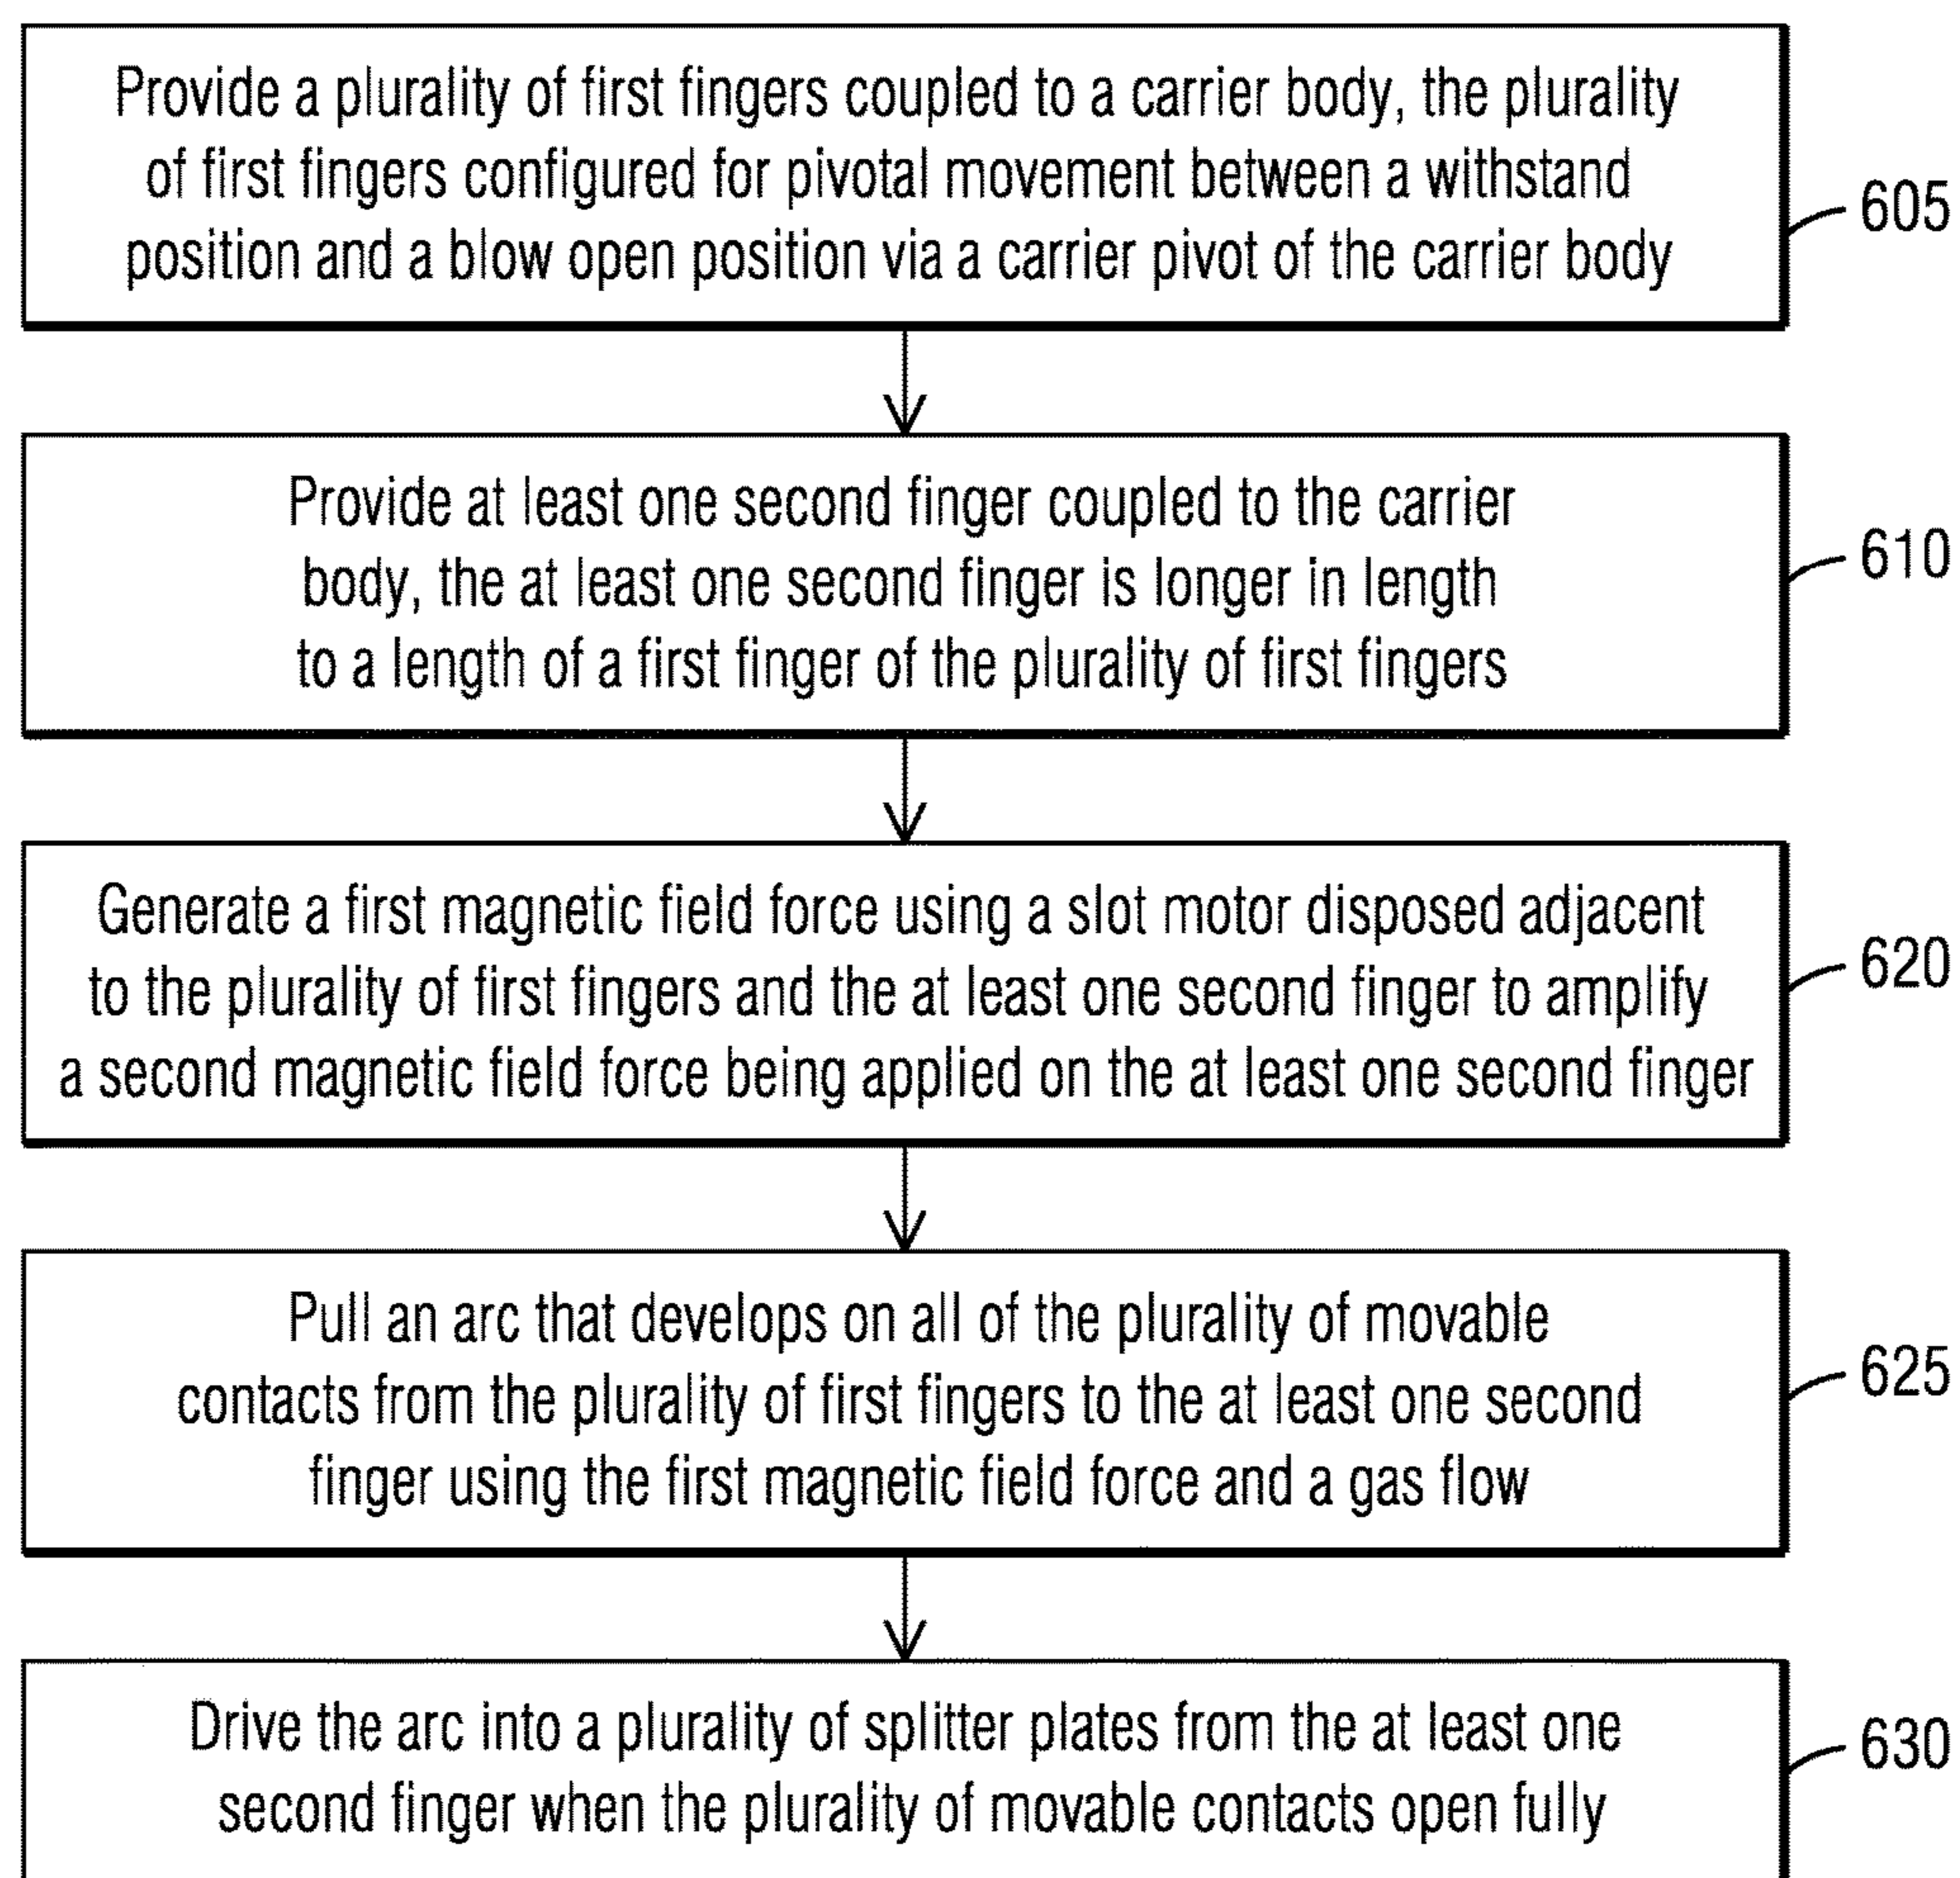 Provide a plurality of first fingers coupled to a carrier body, the plurality
of first fingers configured for pivotal movement between a withstand
position and a blow open position via a carrier pivot of the carrier body
605
Provide at least one second finger coupled to the carrier
body, the at least one second finger is longer in length
to a length of a first finger of the plurality of first fingers
610
Generate a first magnetic field force using a slot motor disposed adjacent
to the plurality of first fingers and the at least one second finger to amplify
a second magnetic field force being applied on the at least one second finger
620
Pull an arc that develops on all of the plurality of movable
contacts from the plurality of first fingers to the at least one second
finger using the first magnetic field force and a gas flow
625
Drive the arc into a plurality of splitter plates from the at least one
second finger when the plurality of movable contacts open fully
630